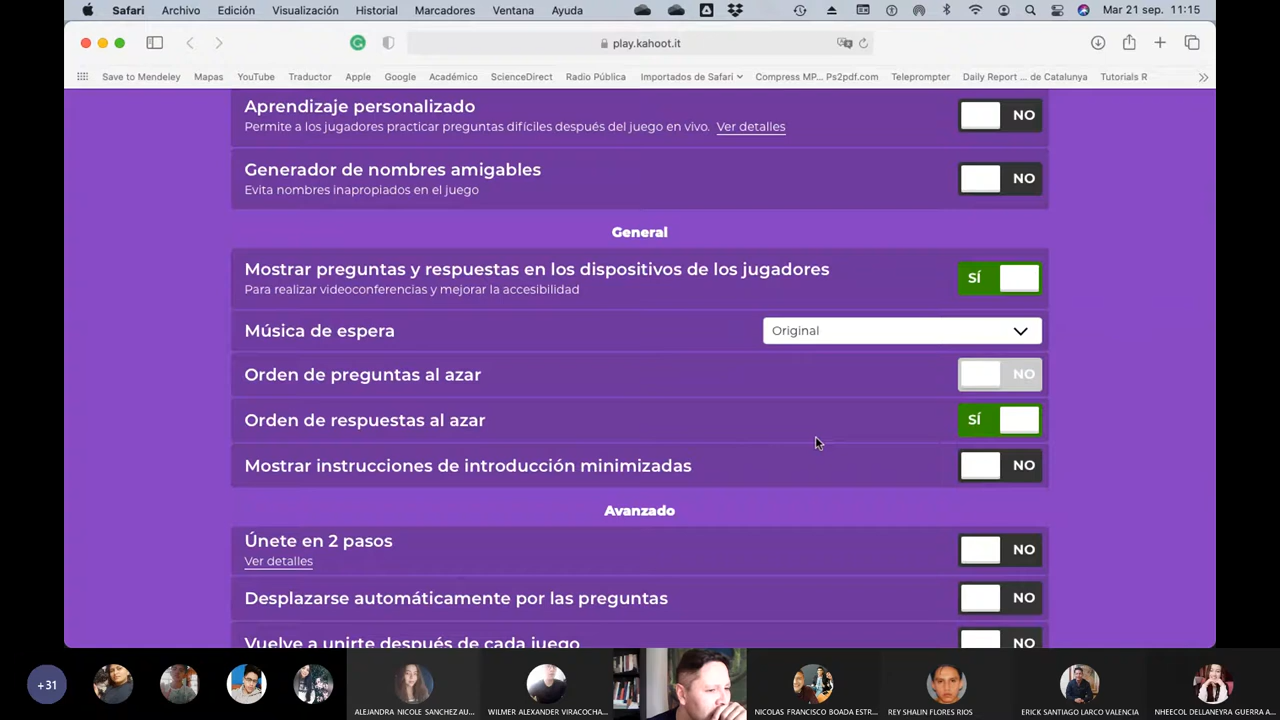 Safari Archivo Edición Visualización Historial Marcadores Ventana Ayuda Mar 21 sep. 11:15
play.kahoot.it
Save to Mendeley Mapas YouTube Traductor Apple Google Académico ScienceDirect Radio Pública Importados de Safari Compress MP... Ps2pdf.com Teleprompter Daily Report ... de Catalunya Tutorials R
Aprendizaje personalizado
Permite a los jugadores practicar preguntas difíciles después del juego en vivo. Ver detalles
NO
Generador de nombres amigables
Evita nombres inapropiados en el juego
NO
General
Mostrar preguntas y respuestas en los dispositivos de los jugadores
Para realizar videoconferencias y mejorar la accesibilidad
SÍ
Música de espera Original
Orden de preguntas al azar NO
Orden de respuestas al azar SÍ
Mostrar instrucciones de introducción minimizadas NO
Avanzado
Únete en 2 pasos
Ver detalles
NO
Desplazarse automáticamente por las preguntas NO
Vuelve a unirte después de cada juego NO
+31
ALEJANDRA NICOLE SANCHEZ AU... WILMER ALEXANDER VIRACOCHA... NICOLAS FRANCISCO BOADA ESTR... REY SHALIN FLORES RIOS ERICK SANTIAGO LARCO VALENCIA NHEECOL DELLANEYRA GUERRA A...